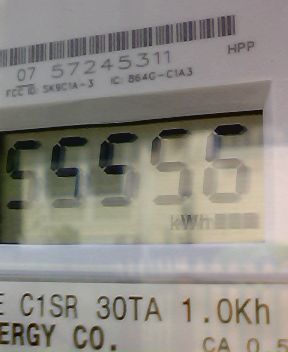 07 57245311
HPP
FCC ID: SK9C1A-3 IC: 864G-C1A3
55556
kWh
E C1SR 30TA 1.0Kh
ERGY CO.
CA 0.5